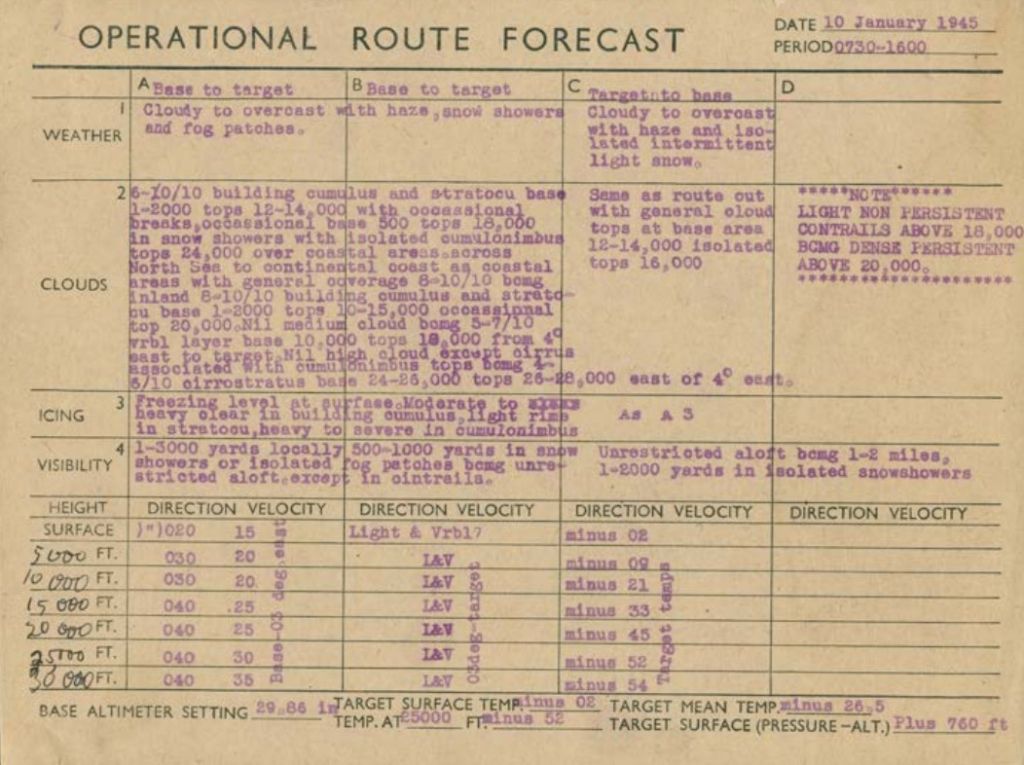 OPERATIONAL ROUTE FORECAST
DATE 10 January 1945
PERIOD 0730-1600
A Base to target
B Base to target
C Target to base
D
1
WEATHER
Cloudy to overcast with haze, snow showers
and fog patches.
Cloudy to overcast
with haze and iso-
lated intermittent
light snow.
2
CLOUDS
6-10/10 building cumulus and stratocu base
1-2000 tops 12-14,000 with occassional
breaks, occassional base 500 tops 18,000
in snow showers with isolated cumulonimbus
tops 24,000 over coastal areas.across
North Sea to continental coast as coastal
areas with general coverage 8-10/10 bcmg
inland 8-10/10 building cumulus and strato-
cu base 1-2000 tops 10-15,000 occassionnal
top 20,000.Nil medium cloud bcmg 5-7/10
vrbl layer base 10,000 tops 18,000 from 4°
east to target.Nil high cloud except cirrus
associated with cumulonimbus tops bcmg 4-
6/10 cirrostratus base 24-26,000 tops 26-28,000 east of 4° east.
Same as route out
with general cloud
tops at base area
12-14,000 isolated
tops 16,000
*****NOTE******
LIGHT NON PERSISTENT
CONTRAILS ABOVE 18,000
BCMG DENSE PERSISTENT
ABOVE 20,000.
*********************
3
ICING
Freezing level at surface.Moderate to
heavy clear in building cumulus, light rime
in stratocu, heavy to severe in cumulonimbus
As A 3
4
VISIBILITY
1-3000 yards locally 500-1000 yards in snow
showers or isolated fog patches bcmg unre-
stricted aloft.except in cintrails.
Unrestricted aloft bcmg 1-2 miles,
1-2000 yards in isolated snowshowers
HEIGHT DIRECTION VELOCITY DIRECTION VELOCITY DIRECTION VELOCITY DIRECTION VELOCITY
SURFACE )")020 15 Light & Vrbl? minus 02
5000 FT. 030 20 L&V minus 09
10 000 FT. 030 20 L&V minus 21
15 000 FT. 040 .25 L&V minus 33
20 000 FT. 040 25 L&V minus 45
25000 FT. 040 30 L&V minus 52
30 000 FT. 040 35 L&V minus 54
Base-03 deg.east
03deg-target
Target temps
BASE ALTIMETER SETTING 29.86 in TARGET SURFACE TEMP. minus 02 TARGET MEAN TEMP. minus 26.5
TEMP. AT 25000 FT. minus 52 TARGET SURFACE (PRESSURE-ALT.) Plus 760 ft